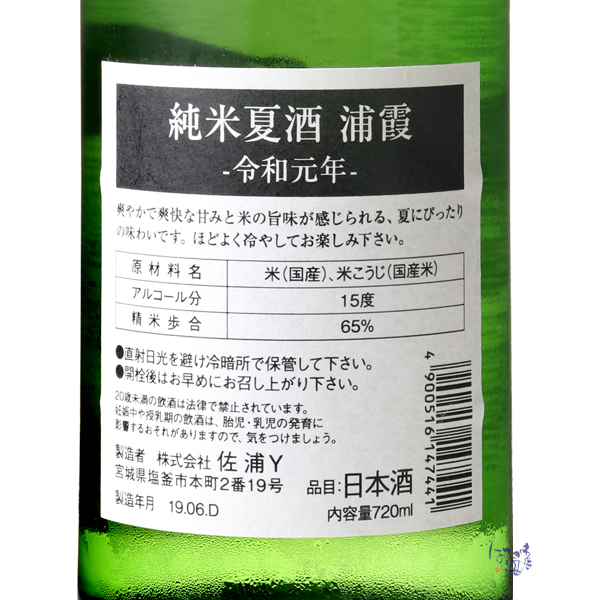 純米夏酒 浦霞
-令和元年-
爽やかで爽快な甘みと米の旨味が感じられる、夏にぴったり
の味わいです。ほどよく冷やしてお楽しみ下さい。
原材料名 米(国産)、米こうじ(国産米)
アルコール分 15度
精米歩合 65%
●直射日光を避け冷暗所で保管して下さい。
●開栓後はお早めにお召し上がり下さい。
20歳未満の飲酒は法律で禁止されています。
妊娠中や授乳期の飲酒は、胎児・乳児の発育に
影響するおそれがありますので、気をつけましょう。
製造者 株式会社 佐浦Y
宮城県塩釜市本町2番19号
製造年月 19.06.D
品目:日本酒
内容量720ml
4900516147441